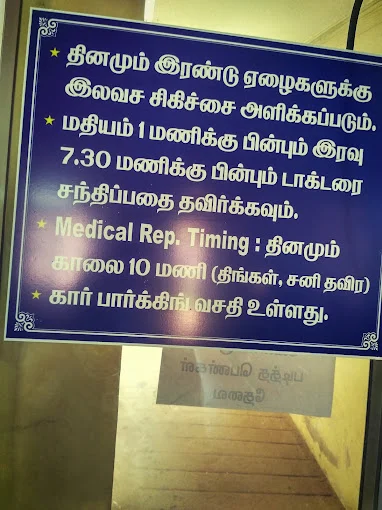 ★ தினமும் இரண்டு ஏழைகளுக்கு
இலவச சிகிச்சை அளிக்கப்படும்.
★ மதியம் 1 மணிக்கு பின்பும் இரவு
7.30 மணிக்கு பின்பும் டாக்டரை
சந்திப்பதை தவிர்க்கவும்.
★ Medical Rep. Timing : தினமும்
காலை 10 மணி (திங்கள், சனி தவிர)
★ கார் பார்க்கிங் வசதி உள்ளது.